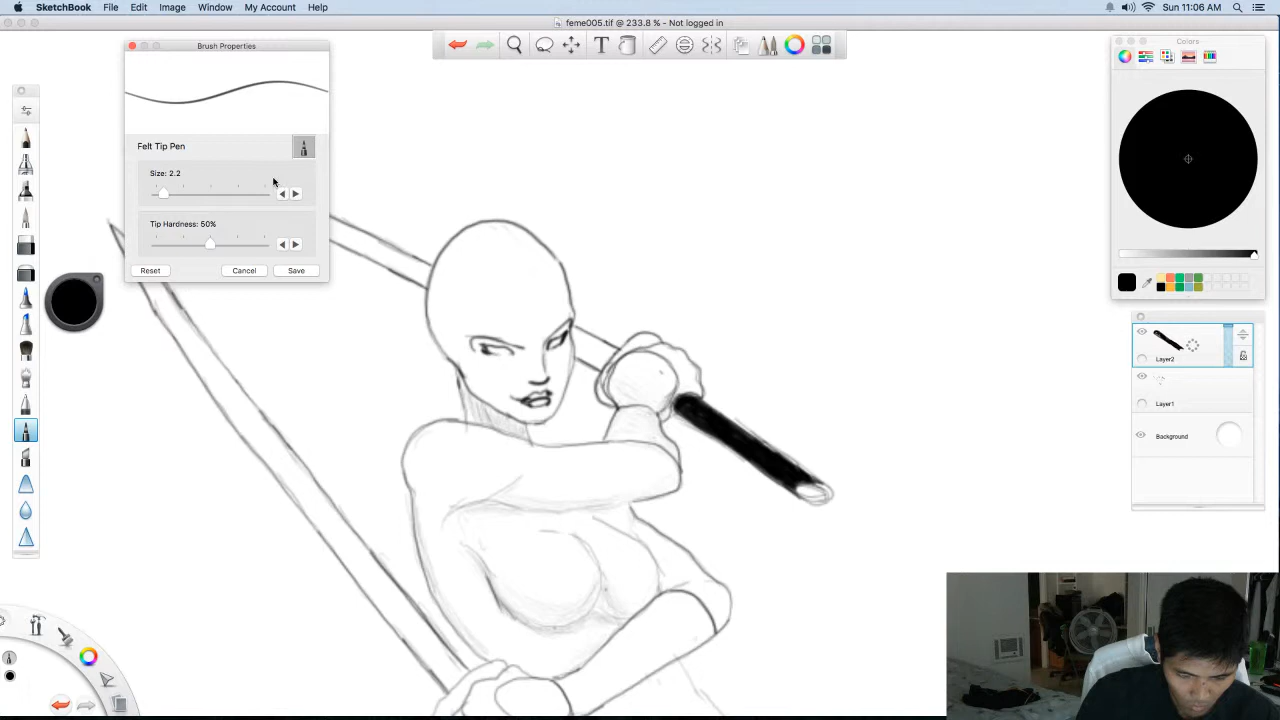 SketchBook File Edit Image Window My Account Help Sun 11:06 AM
feme005.tif @ 233.8 % - Not logged in
Brush Properties
Felt Tip Pen
Size: 2.2
Tip Hardness: 50%
Reset Cancel Save
Colors
Layer2
Layer1
Background